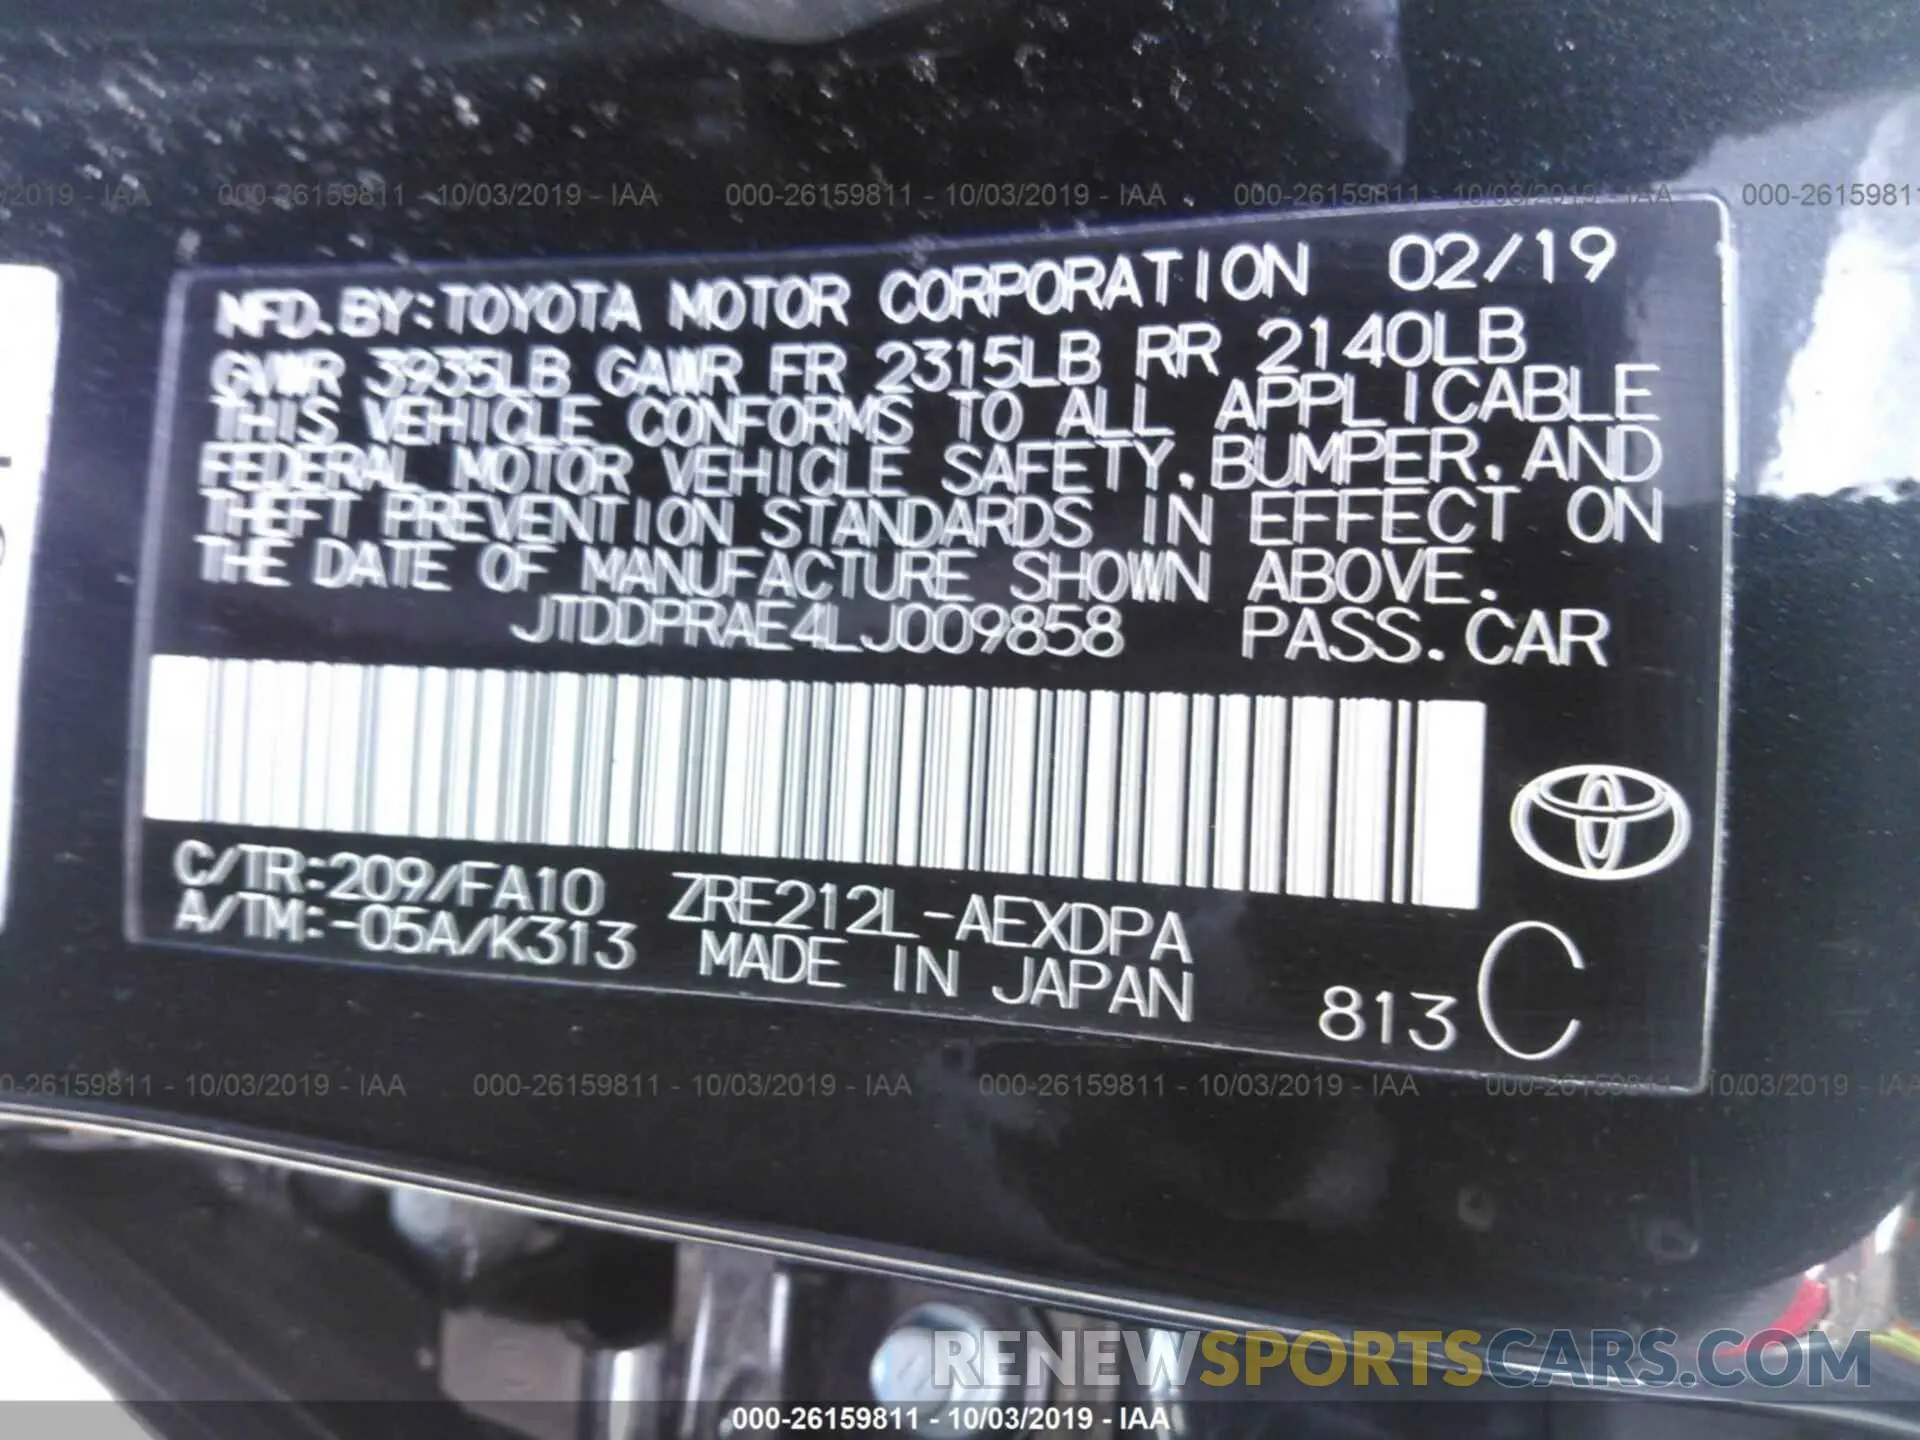 /2019 - IAA 000-26159811 - 10/03/2019 - IAA 000-26159811 - 10/03/2019 - IAA 000-26159811 - 10/03/2019 - IAA 000-26159811
MFD.BY:TOYOTA MOTOR CORPORATION 02/19
GVWR 3935LB GAWR FR 2315LB RR 2140LB
THIS VEHICLE CONFORMS TO ALL APPLICABLE
FEDERAL MOTOR VEHICLE SAFETY,BUMPER,AND
THEFT PREVENTION STANDARDS IN EFFECT ON
THE DATE OF MANUFACTURE SHOWN ABOVE.
JTDDPRAE4LJ009858 PASS.CAR
C/TR:209/FA10 ZRE212L-AEXDPA
A/TM:-05A/K313 MADE IN JAPAN
813 C
0-26159811 - 10/03/2019 - IAA 000-26159811 - 10/03/2019 - IAA 000-26159811 - 10/03/2019 - IAA 000-26159811 - 10/03/2019 - IAA
RENEWSPORTSCARS.COM
000-26159811 - 10/03/2019 - IAA